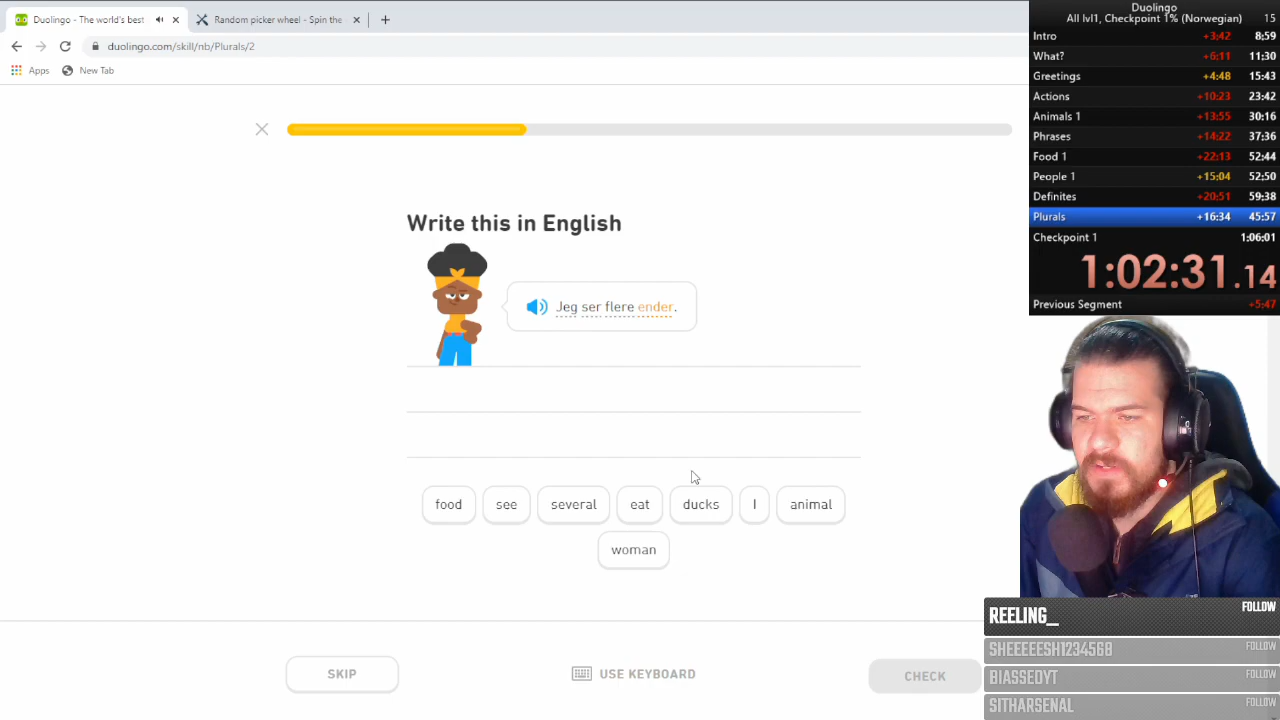 Duolingo - The world's best
Random picker wheel - Spin the
duolingo.com/skill/nb/Plurals/2
Apps
New Tab
Write this in English
Jeg ser flere ender.
food
see
several
eat
ducks
I
animal
woman
SKIP
USE KEYBOARD
CHECK
Duolingo
All lvl1, Checkpoint 1% (Norwegian) 15
Intro +3:42 8:59
What? +6:11 11:30
Greetings +4:48 15:43
Actions +10:23 23:42
Animals 1 +13:55 30:16
Phrases +14:22 37:36
Food 1 +22:13 52:44
People 1 +15:04 52:50
Definites +20:51 59:38
Plurals +16:34 45:57
Checkpoint 1 1:06:01
1:02:31.14
Previous Segment +5:47
REELING_ FOLLOW
SHEEEEESH1234568 FOLLOW
BIASSEDYT FOLLOW
SITHARSENAL FOLLOW